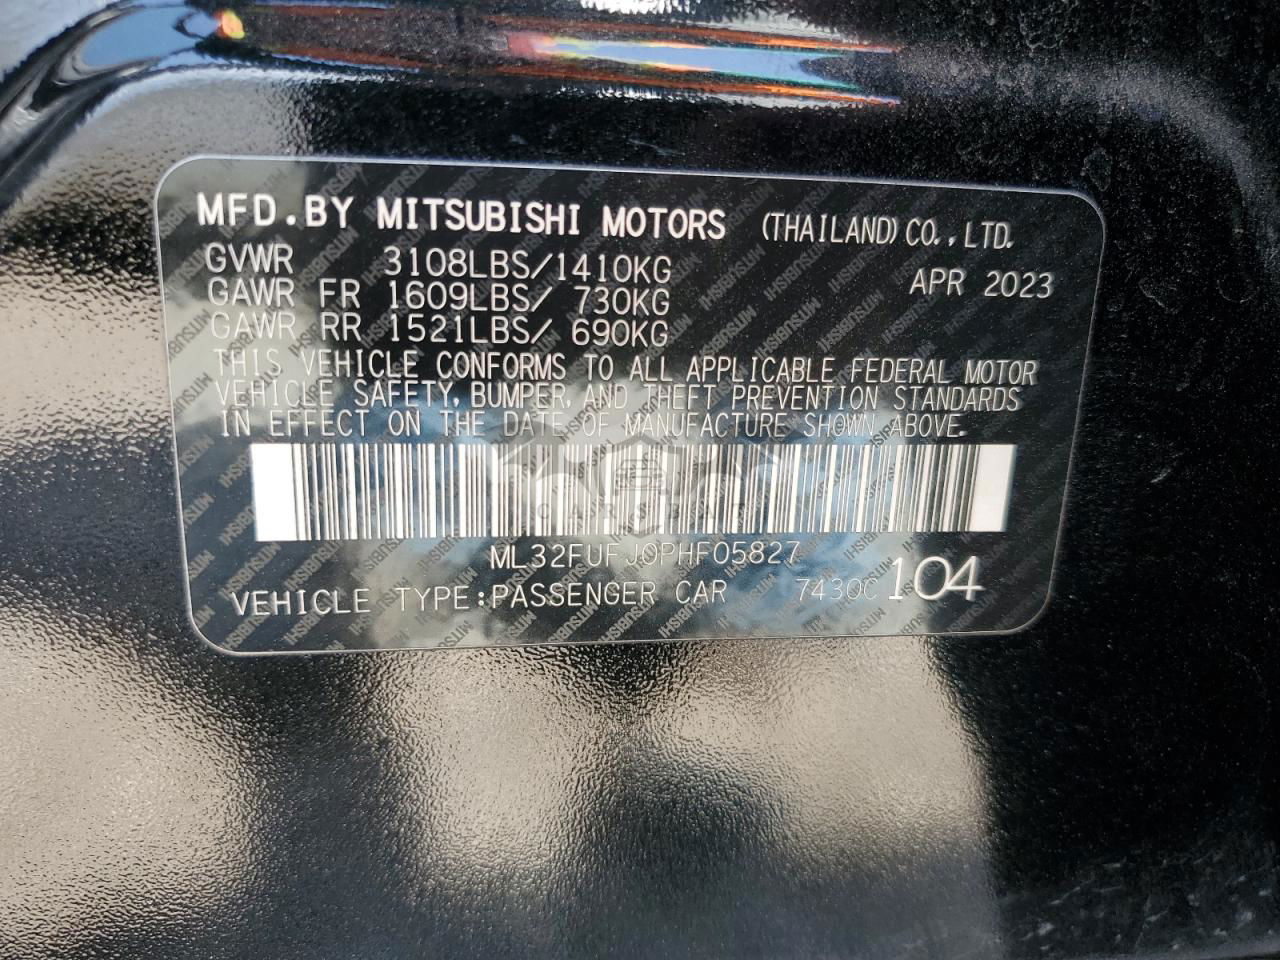 MFD.BY MITSUBISHI MOTORS (THAILAND)CO.,LTD.
GVWR 3108LBS/1410KG APR 2023
GAWR FR 1609LBS/ 730KG
GAWR RR 1521LBS/ 690KG
THIS VEHICLE CONFORMS TO ALL APPLICABLE FEDERAL MOTOR
VEHICLE SAFETY, BUMPER, AND THEFT PREVENTION STANDARDS
IN EFFECT ON THE DATE OF MANUFACTURE SHOWN ABOVE.
ML32FUFJ0PHF05827
VEHICLE TYPE:PASSENGER CAR 7430C 104